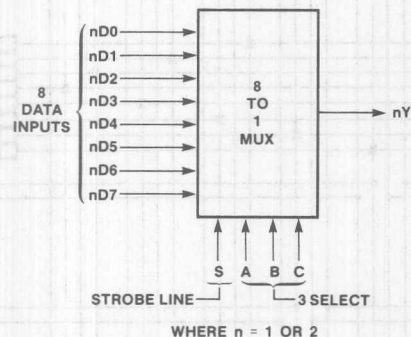 nD0
nD1
nD2
nD3
nD4
nD5
nD6
nD7
8
DATA
INPUTS
8
TO
1
MUX
nY
S A B C
STROBE LINE
3 SELECT
WHERE n = 1 OR 2